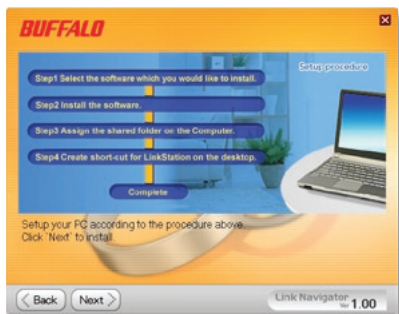 BUFFALO
Setup procedure
Step1 Select the software which you would like to install.
Step2 Install the software.
Step3 Assign the shared folder on the Computer.
Step4 Create short-cut for LinkStation on the desktop.
Complete
Setup your PC according to the procedure above.
Click "Next" to install.
Back
Next
Link Navigator Ver 1.00